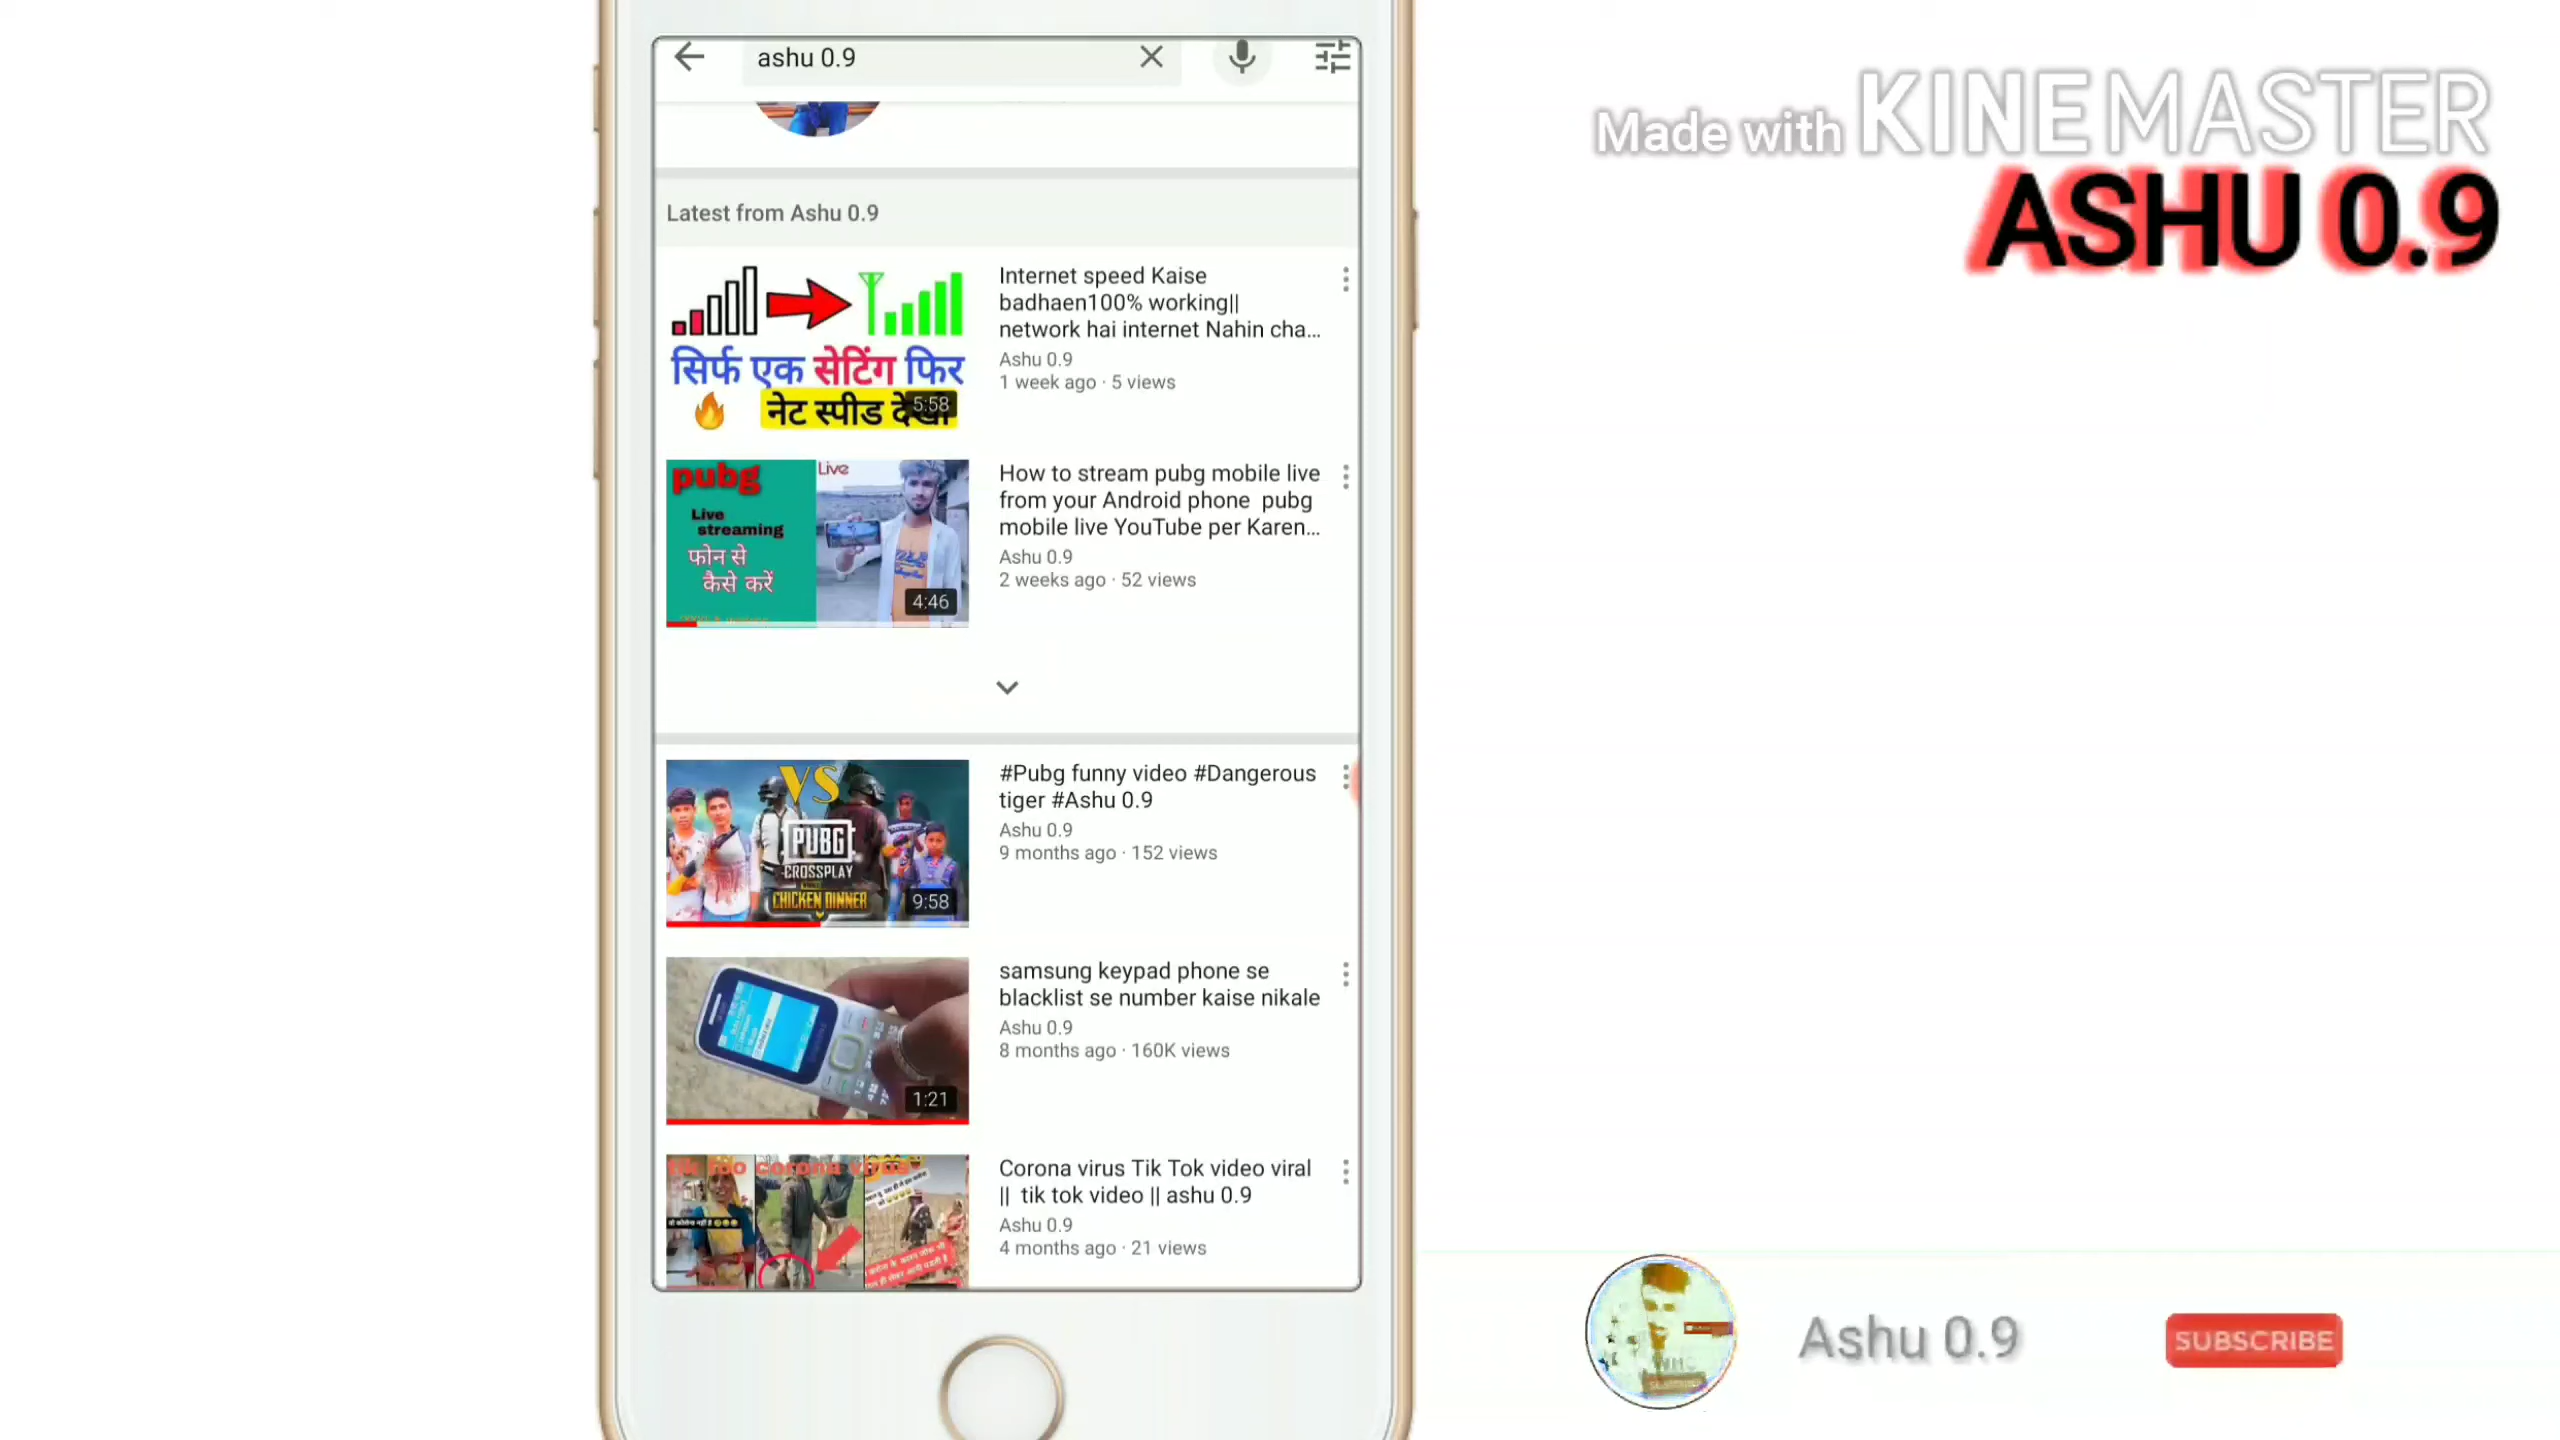 ashu 0.9
Made with KINEMASTER
ASHU 0.9
Latest from Ashu 0.9
Internet speed Kaise
badhaen100% working||
network hai internet Nahin cha...
Ashu 0.9
1 week ago · 5 views
सिर्फ एक सेटिंग फिर
नेट स्पीड देखो
5:58
How to stream pubg mobile live
from your Android phone pubg
mobile live YouTube per Karen...
Ashu 0.9
2 weeks ago · 52 views
pubg
Live
Live
streaming
फोन से
कैसे करें
4:46
#Pubg funny video #Dangerous
tiger #Ashu 0.9
Ashu 0.9
9 months ago · 152 views
VS
PUBG
CROSSPLAY
CHICKEN DINNER
9:58
samsung keypad phone se
blacklist se number kaise nikale
Ashu 0.9
8 months ago · 160K views
1:21
Corona virus Tik Tok video viral
|| tik tok video || ashu 0.9
Ashu 0.9
4 months ago · 21 views
corona virus
Ashu 0.9
SUBSCRIBE